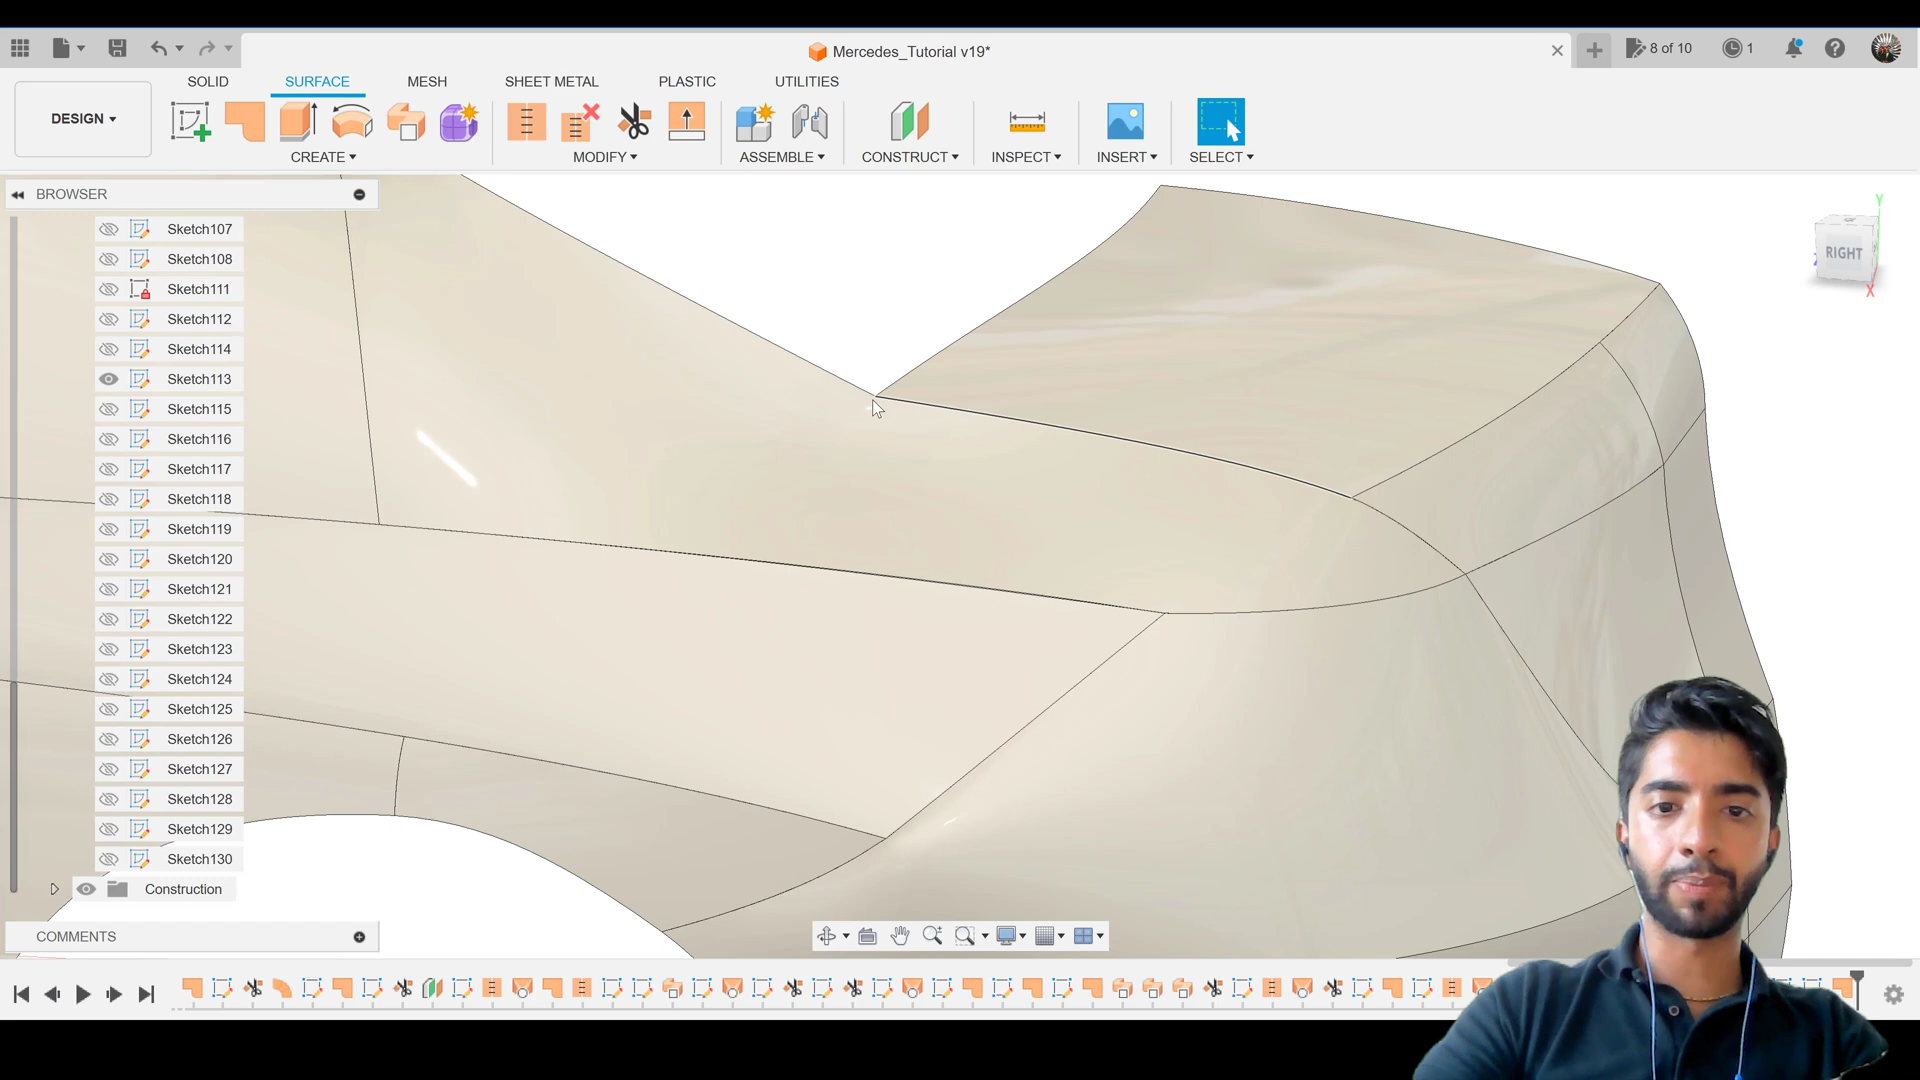 Mercedes_Tutorial v19*
8 of 10
1
SOLID
SURFACE
MESH
SHEET METAL
PLASTIC
UTILITIES
DESIGN
CREATE
MODIFY
ASSEMBLE
CONSTRUCT
INSPECT
INSERT
SELECT
BROWSER
Sketch107
Sketch108
Sketch111
Sketch112
Sketch114
Sketch113
Sketch115
Sketch116
Sketch117
Sketch118
Sketch119
Sketch120
Sketch121
Sketch122
Sketch123
Sketch124
Sketch125
Sketch126
Sketch127
Sketch128
Sketch129
Sketch130
Construction
COMMENTS
Y
RIGHT
X